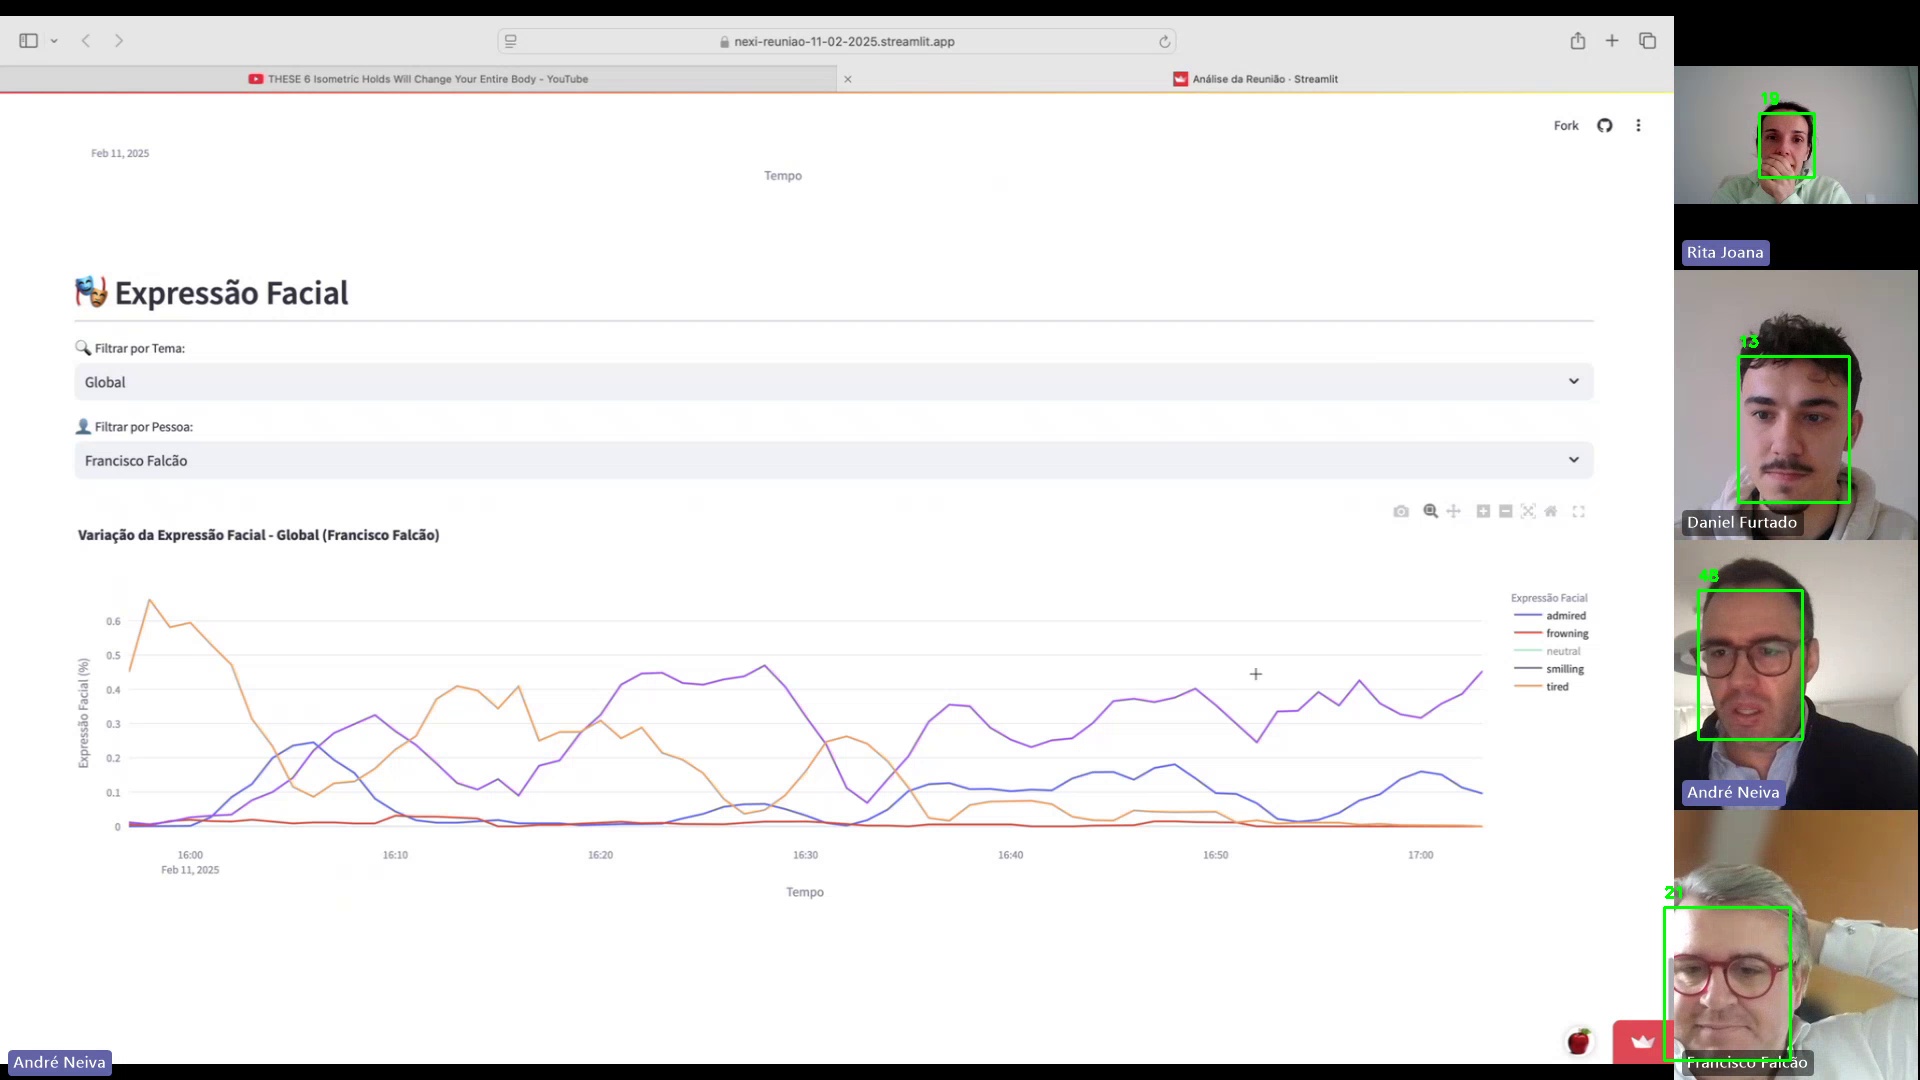 nexi-reuniao-11-02-2025.streamlit.app
THESE 6 Isometric Holds Will Change Your Entire Body - YouTube
Análise da Reunião · Streamlit
Fork
Feb 11, 2025
Tempo
Expressão Facial
Filtrar por Tema:
Global
Filtrar por Pessoa:
Francisco Falcão
Variação da Expressão Facial - Global (Francisco Falcão)
Expressão Facial (%)
0.6
0.5
0.4
0.3
0.2
0.1
0
16:00
16:10
16:20
16:30
16:40
16:50
17:00
Feb 11, 2025
Tempo
Expressão Facial
admired
frowning
neutral
smilling
tired
André Neiva
19
Rita Joana
13
Daniel Furtado
André Neiva
Francisco Falcão